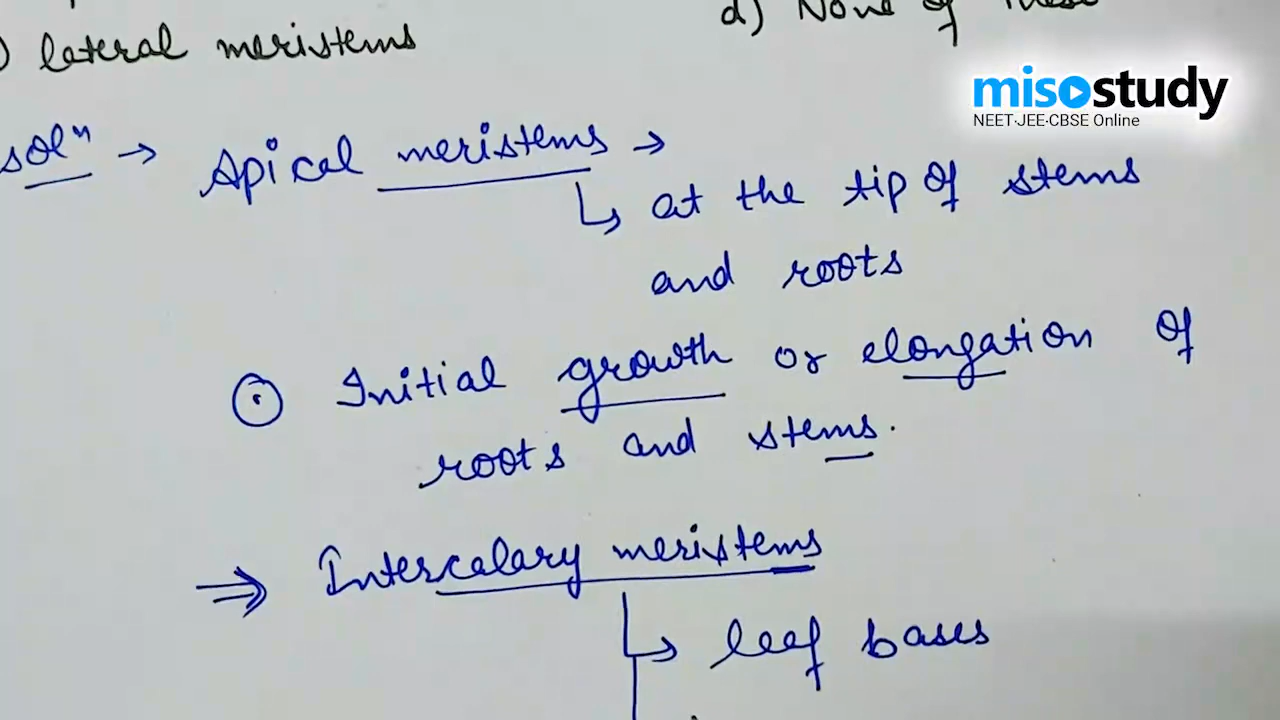 d) None of these
) lateral meristems
misostudy
NEET·JEE·CBSE Online
solⁿ → Apical meristems →
↳ at the tip of stems
and roots
⊙ Initial growth or elongation of
roots and stems.
⇒ Intercalary meristems
↳ leaf bases